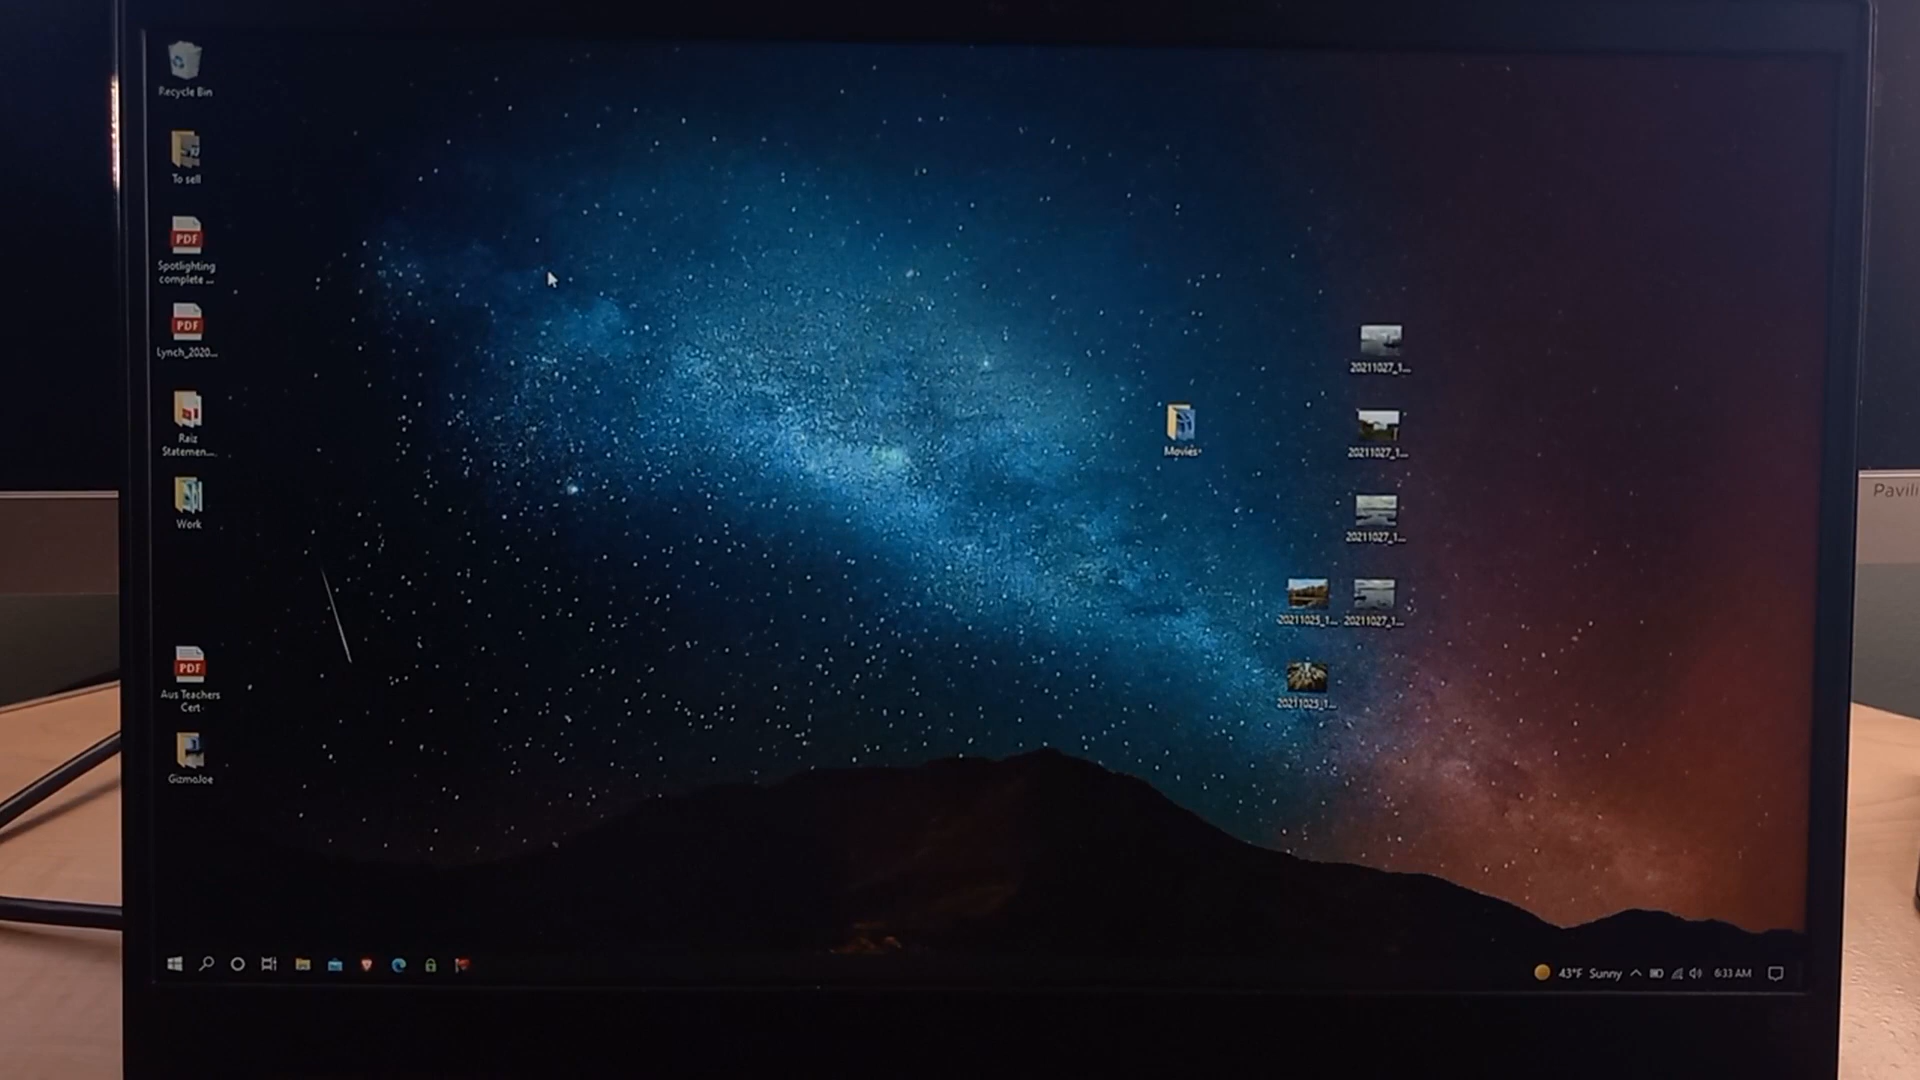 Recycle Bin
To sell
PDF
Spotlighting
complete ...
PDF
Lynch_2020...
Raiz
Statemen...
Work
PDF
Aus Teachers
Cert
GizmoJoe
Movies
20211027_1...
20211027_1...
20211027_1...
20211025_1... 20211027_1...
20211025_1...
Pavili
43°F Sunny 6:33 AM